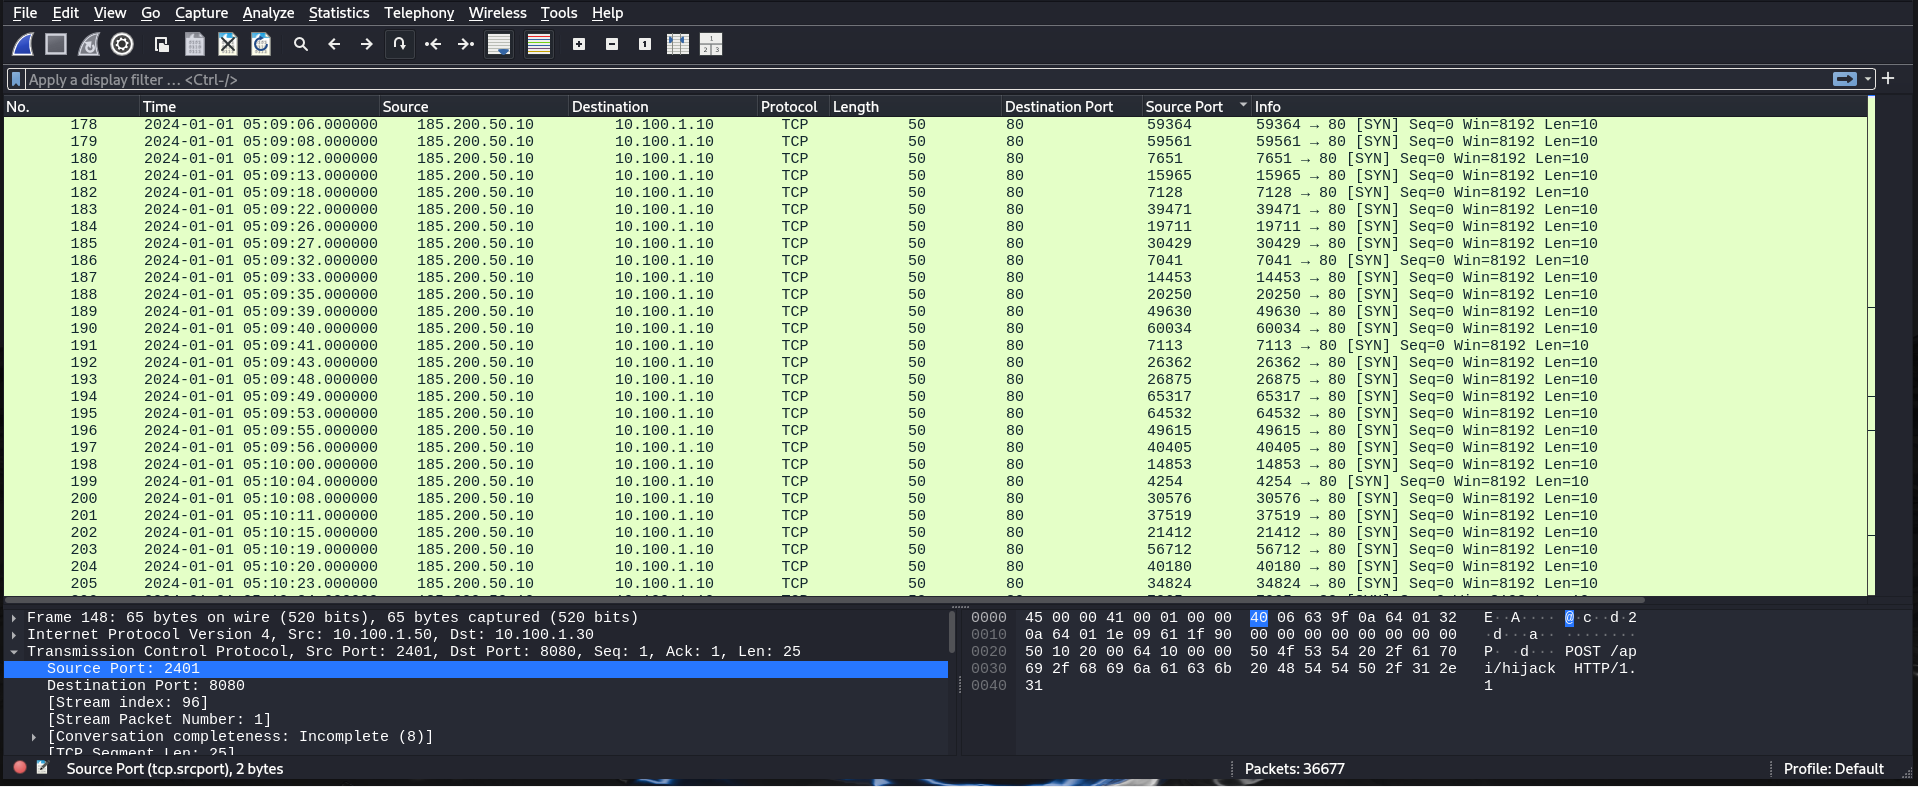 File Edit View Go Capture Analyze Statistics Telephony Wireless Tools Help
Apply a display filter … <Ctrl-/>
No. Time Source Destination Protocol Length Destination Port Source Port Info
178 2024-01-01 05:09:06.000000 185.200.50.10 10.100.1.10 TCP 50 80 59364 59364 → 80 [SYN] Seq=0 Win=8192 Len=10
179 2024-01-01 05:09:08.000000 185.200.50.10 10.100.1.10 TCP 50 80 59561 59561 → 80 [SYN] Seq=0 Win=8192 Len=10
180 2024-01-01 05:09:12.000000 185.200.50.10 10.100.1.10 TCP 50 80 7651 7651 → 80 [SYN] Seq=0 Win=8192 Len=10
181 2024-01-01 05:09:13.000000 185.200.50.10 10.100.1.10 TCP 50 80 15965 15965 → 80 [SYN] Seq=0 Win=8192 Len=10
182 2024-01-01 05:09:18.000000 185.200.50.10 10.100.1.10 TCP 50 80 7128 7128 → 80 [SYN] Seq=0 Win=8192 Len=10
183 2024-01-01 05:09:22.000000 185.200.50.10 10.100.1.10 TCP 50 80 39471 39471 → 80 [SYN] Seq=0 Win=8192 Len=10
184 2024-01-01 05:09:26.000000 185.200.50.10 10.100.1.10 TCP 50 80 19711 19711 → 80 [SYN] Seq=0 Win=8192 Len=10
185 2024-01-01 05:09:27.000000 185.200.50.10 10.100.1.10 TCP 50 80 30429 30429 → 80 [SYN] Seq=0 Win=8192 Len=10
186 2024-01-01 05:09:32.000000 185.200.50.10 10.100.1.10 TCP 50 80 7041 7041 → 80 [SYN] Seq=0 Win=8192 Len=10
187 2024-01-01 05:09:33.000000 185.200.50.10 10.100.1.10 TCP 50 80 14453 14453 → 80 [SYN] Seq=0 Win=8192 Len=10
188 2024-01-01 05:09:35.000000 185.200.50.10 10.100.1.10 TCP 50 80 20250 20250 → 80 [SYN] Seq=0 Win=8192 Len=10
189 2024-01-01 05:09:39.000000 185.200.50.10 10.100.1.10 TCP 50 80 49630 49630 → 80 [SYN] Seq=0 Win=8192 Len=10
190 2024-01-01 05:09:40.000000 185.200.50.10 10.100.1.10 TCP 50 80 60034 60034 → 80 [SYN] Seq=0 Win=8192 Len=10
191 2024-01-01 05:09:41.000000 185.200.50.10 10.100.1.10 TCP 50 80 7113 7113 → 80 [SYN] Seq=0 Win=8192 Len=10
192 2024-01-01 05:09:43.000000 185.200.50.10 10.100.1.10 TCP 50 80 26362 26362 → 80 [SYN] Seq=0 Win=8192 Len=10
193 2024-01-01 05:09:48.000000 185.200.50.10 10.100.1.10 TCP 50 80 26875 26875 → 80 [SYN] Seq=0 Win=8192 Len=10
194 2024-01-01 05:09:49.000000 185.200.50.10 10.100.1.10 TCP 50 80 65317 65317 → 80 [SYN] Seq=0 Win=8192 Len=10
195 2024-01-01 05:09:53.000000 185.200.50.10 10.100.1.10 TCP 50 80 64532 64532 → 80 [SYN] Seq=0 Win=8192 Len=10
196 2024-01-01 05:09:55.000000 185.200.50.10 10.100.1.10 TCP 50 80 49615 49615 → 80 [SYN] Seq=0 Win=8192 Len=10
197 2024-01-01 05:09:56.000000 185.200.50.10 10.100.1.10 TCP 50 80 40405 40405 → 80 [SYN] Seq=0 Win=8192 Len=10
198 2024-01-01 05:10:00.000000 185.200.50.10 10.100.1.10 TCP 50 80 14853 14853 → 80 [SYN] Seq=0 Win=8192 Len=10
199 2024-01-01 05:10:04.000000 185.200.50.10 10.100.1.10 TCP 50 80 4254 4254 → 80 [SYN] Seq=0 Win=8192 Len=10
200 2024-01-01 05:10:08.000000 185.200.50.10 10.100.1.10 TCP 50 80 30576 30576 → 80 [SYN] Seq=0 Win=8192 Len=10
201 2024-01-01 05:10:11.000000 185.200.50.10 10.100.1.10 TCP 50 80 37519 37519 → 80 [SYN] Seq=0 Win=8192 Len=10
202 2024-01-01 05:10:15.000000 185.200.50.10 10.100.1.10 TCP 50 80 21412 21412 → 80 [SYN] Seq=0 Win=8192 Len=10
203 2024-01-01 05:10:19.000000 185.200.50.10 10.100.1.10 TCP 50 80 56712 56712 → 80 [SYN] Seq=0 Win=8192 Len=10
204 2024-01-01 05:10:20.000000 185.200.50.10 10.100.1.10 TCP 50 80 40180 40180 → 80 [SYN] Seq=0 Win=8192 Len=10
205 2024-01-01 05:10:23.000000 185.200.50.10 10.100.1.10 TCP 50 80 34824 34824 → 80 [SYN] Seq=0 Win=8192 Len=10
Frame 148: 65 bytes on wire (520 bits), 65 bytes captured (520 bits)
Internet Protocol Version 4, Src: 10.100.1.50, Dst: 10.100.1.30
Transmission Control Protocol, Src Port: 2401, Dst Port: 8080, Seq: 1, Ack: 1, Len: 25
Source Port: 2401
Destination Port: 8080
[Stream index: 96]
[Stream Packet Number: 1]
[Conversation completeness: Incomplete (8)]
[TCP Segment Len: 25]
0000 45 00 00 41 00 01 00 00 40 06 63 9f 0a 64 01 32 E··A····@·c··d·2
0010 0a 64 01 1e 09 61 1f 90 00 00 00 00 00 00 00 00 ·d···a·· ········
0020 50 10 20 00 64 10 00 00 50 4f 53 54 20 2f 61 70 P· ·d··· POST /ap
0030 69 2f 68 69 6a 61 63 6b 20 48 54 54 50 2f 31 2e i/hijack HTTP/1.
0040 31 1
Source Port (tcp.srcport), 2 bytes
Packets: 36677
Profile: Default